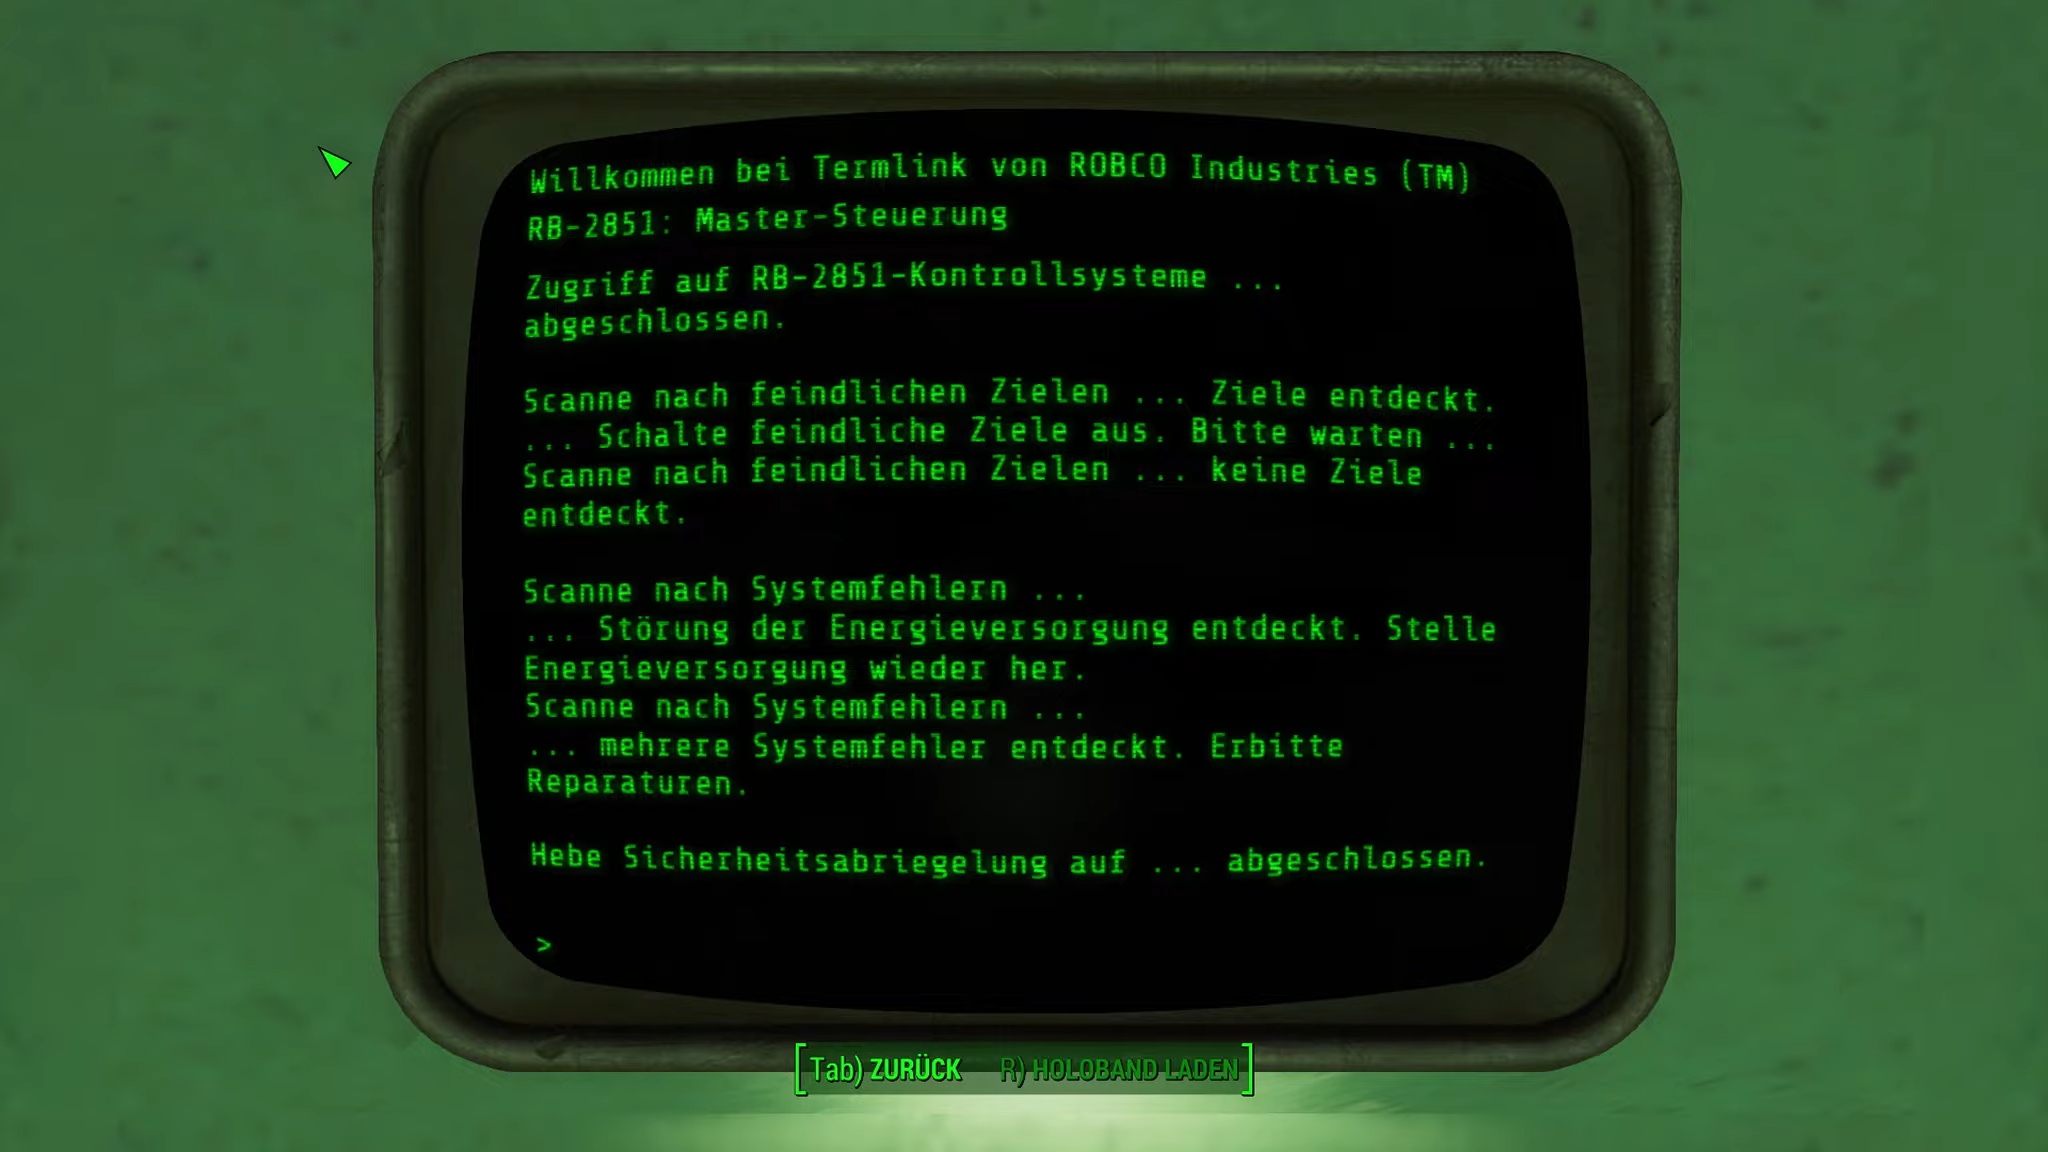 Willkommen bei Termlink von ROBCO Industries (TM)
RB-2851: Master-Steuerung
Zugriff auf RB-2851-Kontrollsysteme ...
abgeschlossen.
Scanne nach feindlichen Zielen ... Ziele entdeckt.
... Schalte feindliche Ziele aus. Bitte warten ...
Scanne nach feindlichen Zielen ... keine Ziele
entdeckt.
Scanne nach Systemfehlern ...
... Störung der Energieversorgung entdeckt. Stelle
Energieversorgung wieder her.
Scanne nach Systemfehlern ...
... mehrere Systemfehler entdeckt. Erbitte
Reparaturen.
Hebe Sicherheitsabriegelung auf ... abgeschlossen.
>
Tab) ZURÜCK R) HOLOBAND LADEN